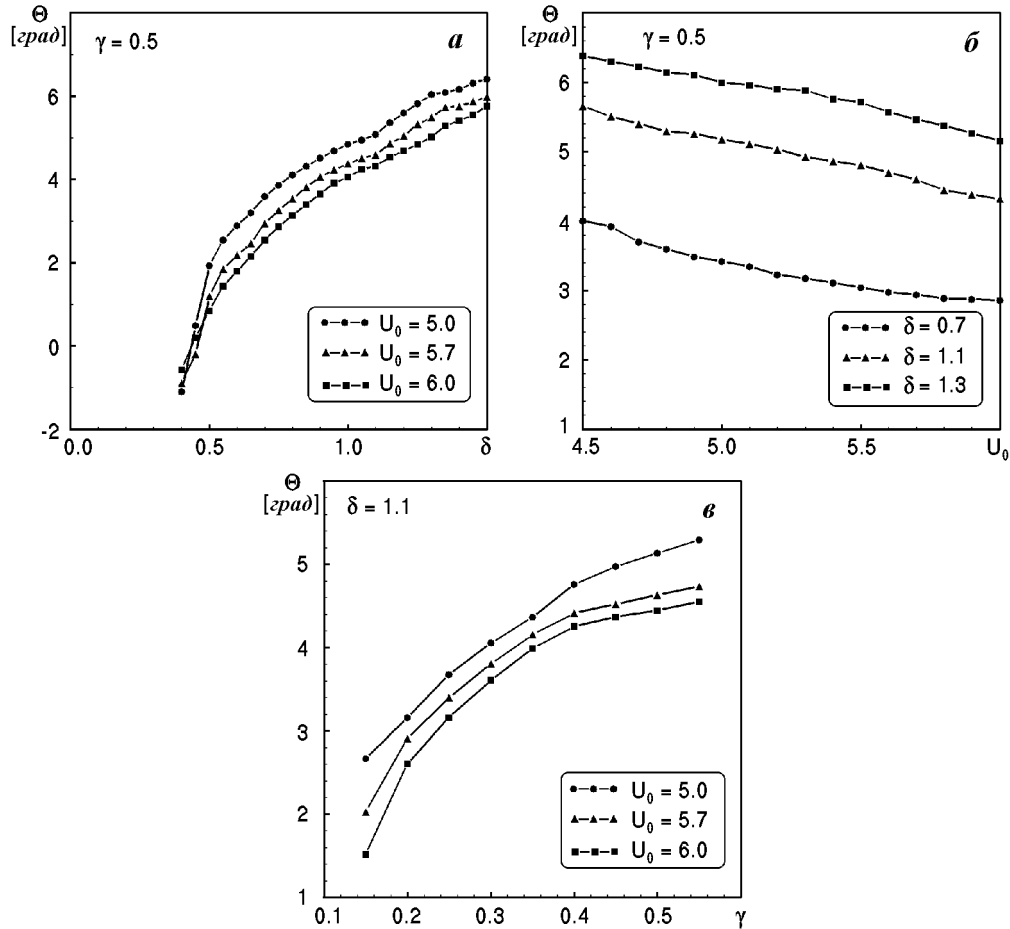 Θ
[град]
γ = 0.5
а
6
4
2
0
-2
0.0 0.5 1.0 δ
U₀ = 5.0
U₀ = 5.7
U₀ = 6.0
Θ
[град]
γ = 0.5
б
6
5
4
3
2
1
4.5 5.0 5.5 U₀
δ = 0.7
δ = 1.1
δ = 1.3
Θ
[град]
δ = 1.1
в
5
4
3
2
1
0.1 0.2 0.3 0.4 0.5 γ
U₀ = 5.0
U₀ = 5.7
U₀ = 6.0